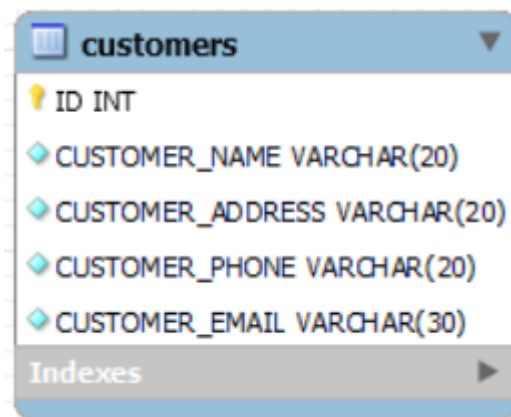 customers
ID INT
CUSTOMER_NAME VARCHAR(20)
CUSTOMER_ADDRESS VARCHAR(20)
CUSTOMER_PHONE VARCHAR(20)
CUSTOMER_EMAIL VARCHAR(30)
Indexes